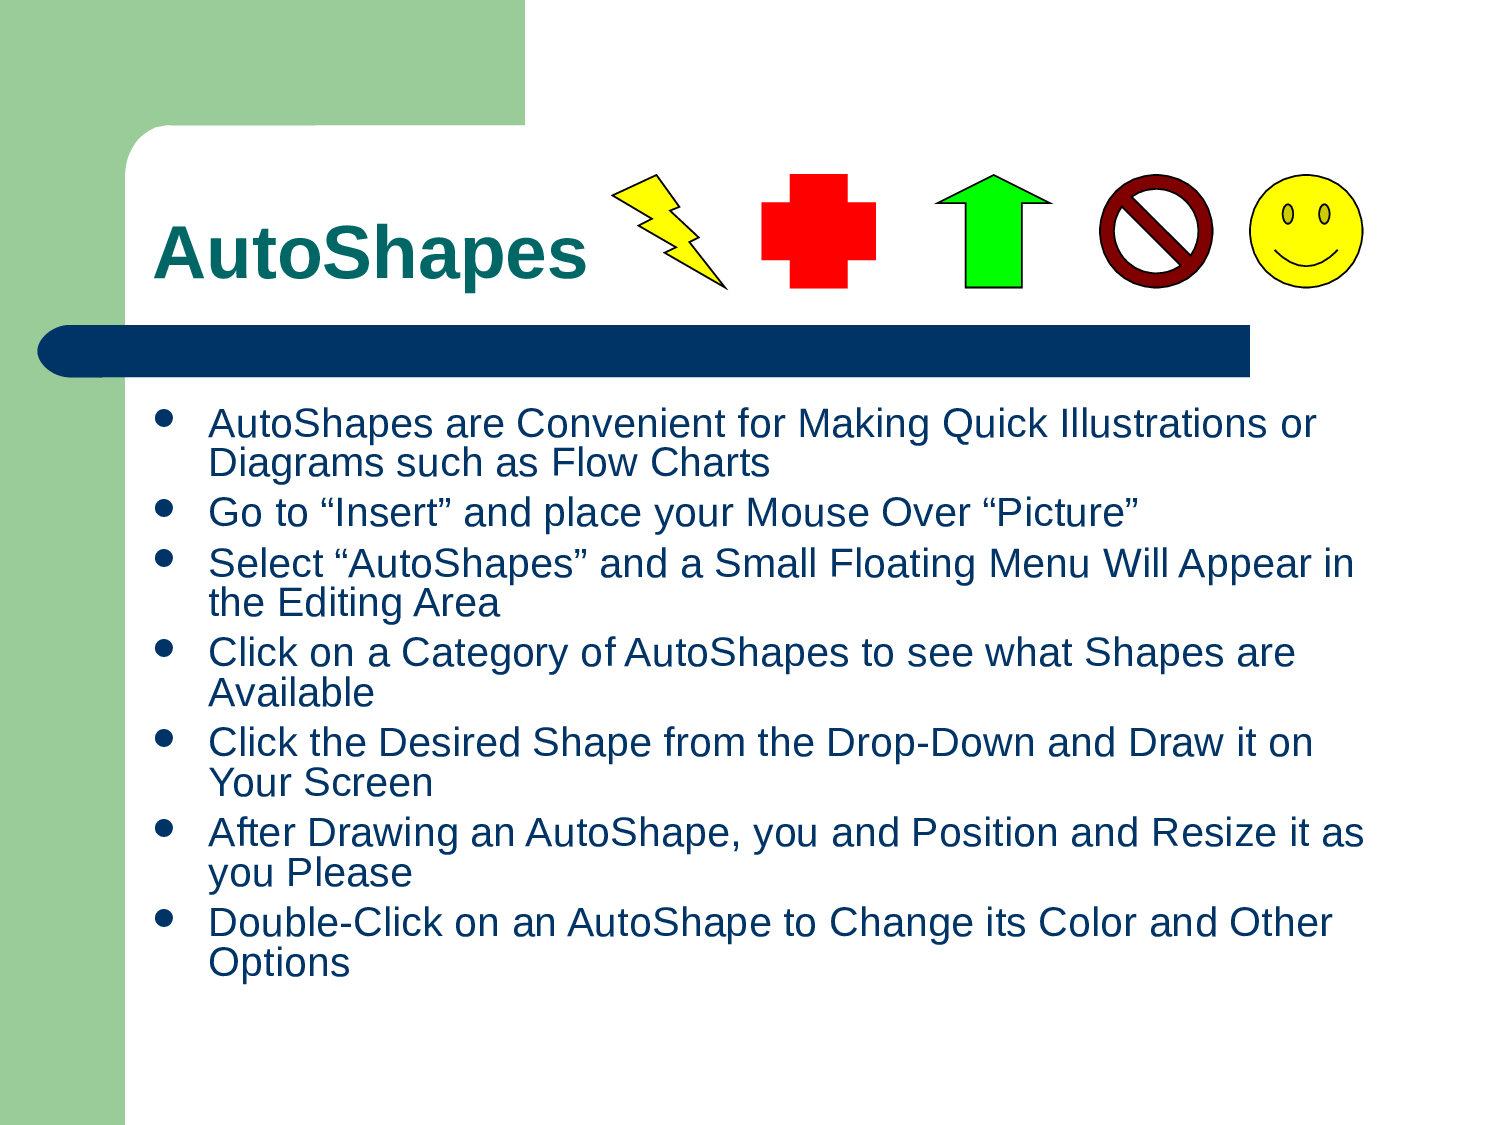 AutoShapes
AutoShapes are Convenient for Making Quick Illustrations or
Diagrams such as Flow Charts
Go to “Insert” and place your Mouse Over “Picture”
Select “AutoShapes” and a Small Floating Menu Will Appear in
the Editing Area
Click on a Category of AutoShapes to see what Shapes are
Available
Click the Desired Shape from the Drop-Down and Draw it on
Your Screen
After Drawing an AutoShape, you and Position and Resize it as
you Please
Double-Click on an AutoShape to Change its Color and Other
Options